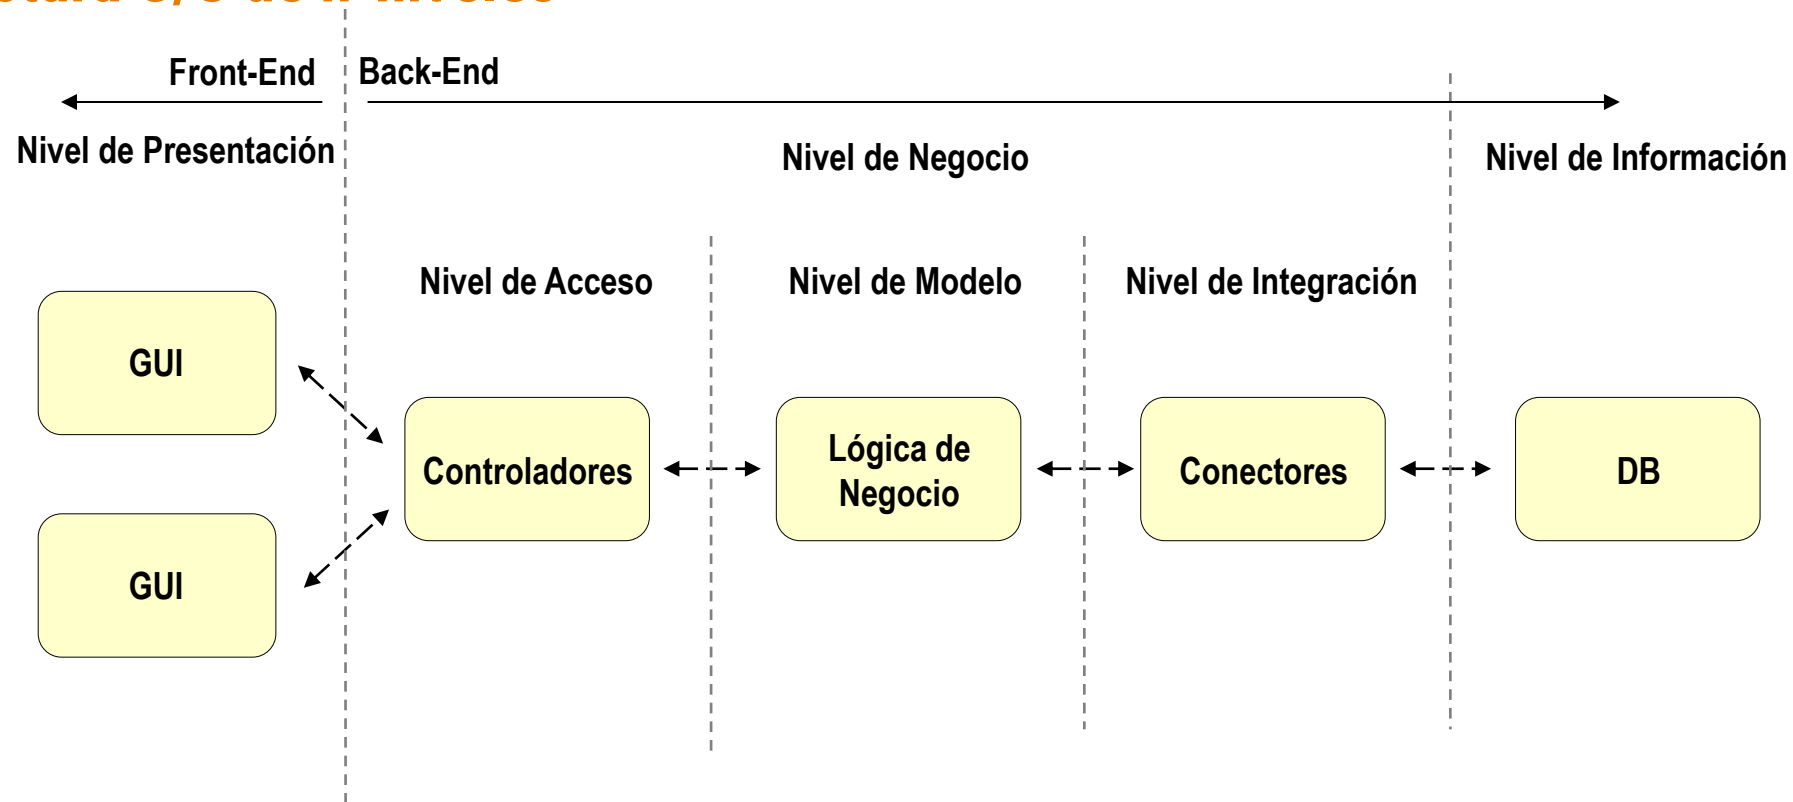 Front-End
Back-End
Nivel de Presentación
Nivel de Negocio
Nivel de Información
Nivel de Acceso
Nivel de Modelo
Nivel de Integración
GUI
Controladores
Lógica de
Negocio
Conectores
DB
GUI